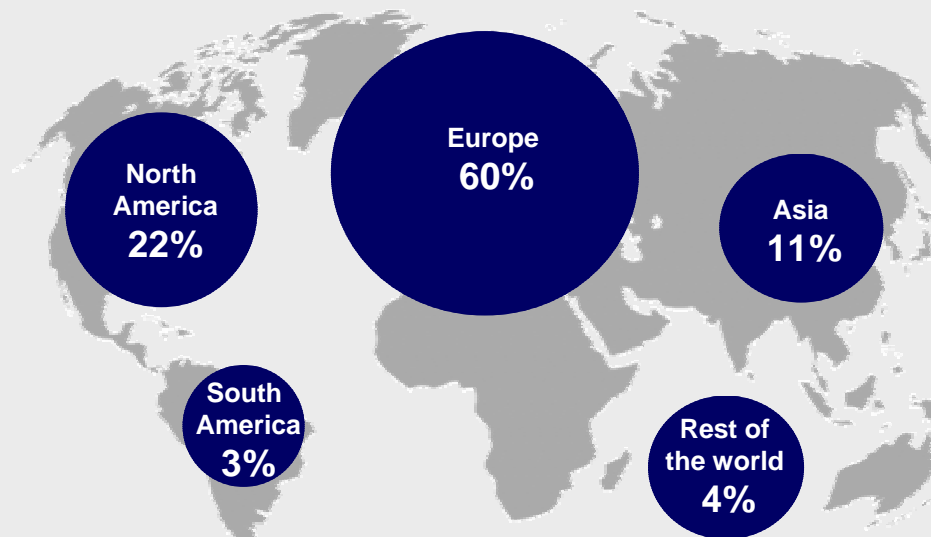 Europe
60%
North
America
22%
Asia
11%
South
America
3%
Rest of
the world
4%